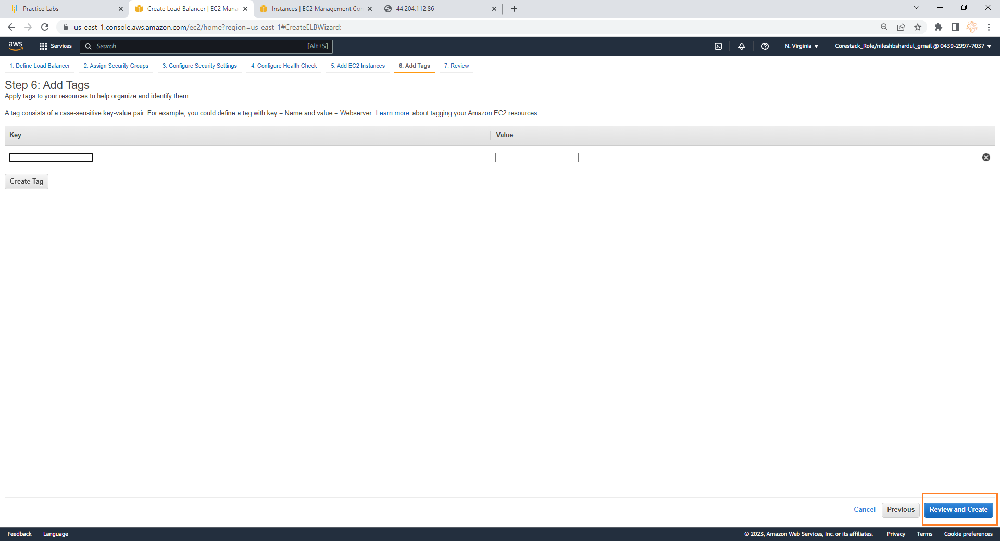 Practice Labs
Create Load Balancer | EC2 Mana
Instances | EC2 Management Cor
44.204.112.86
us-east-1.console.aws.amazon.com/ec2/home?region=us-east-1#CreateELBWizard:
aws
Services
Search
[Alt+S]
N. Virginia
Corestack_Role/nileshbshardul_gmail @ 0439-2997-7037
1. Define Load Balancer
2. Assign Security Groups
3. Configure Security Settings
4. Configure Health Check
5. Add EC2 Instances
6. Add Tags
7. Review
Step 6: Add Tags
Apply tags to your resources to help organize and identify them.
A tag consists of a case-sensitive key-value pair. For example, you could define a tag with key = Name and value = Webserver. Learn more about tagging your Amazon EC2 resources.
Key
Value
Create Tag
Cancel
Previous
Review and Create
Feedback
Language
© 2023, Amazon Web Services, Inc. or its affiliates.
Privacy
Terms
Cookie preferences